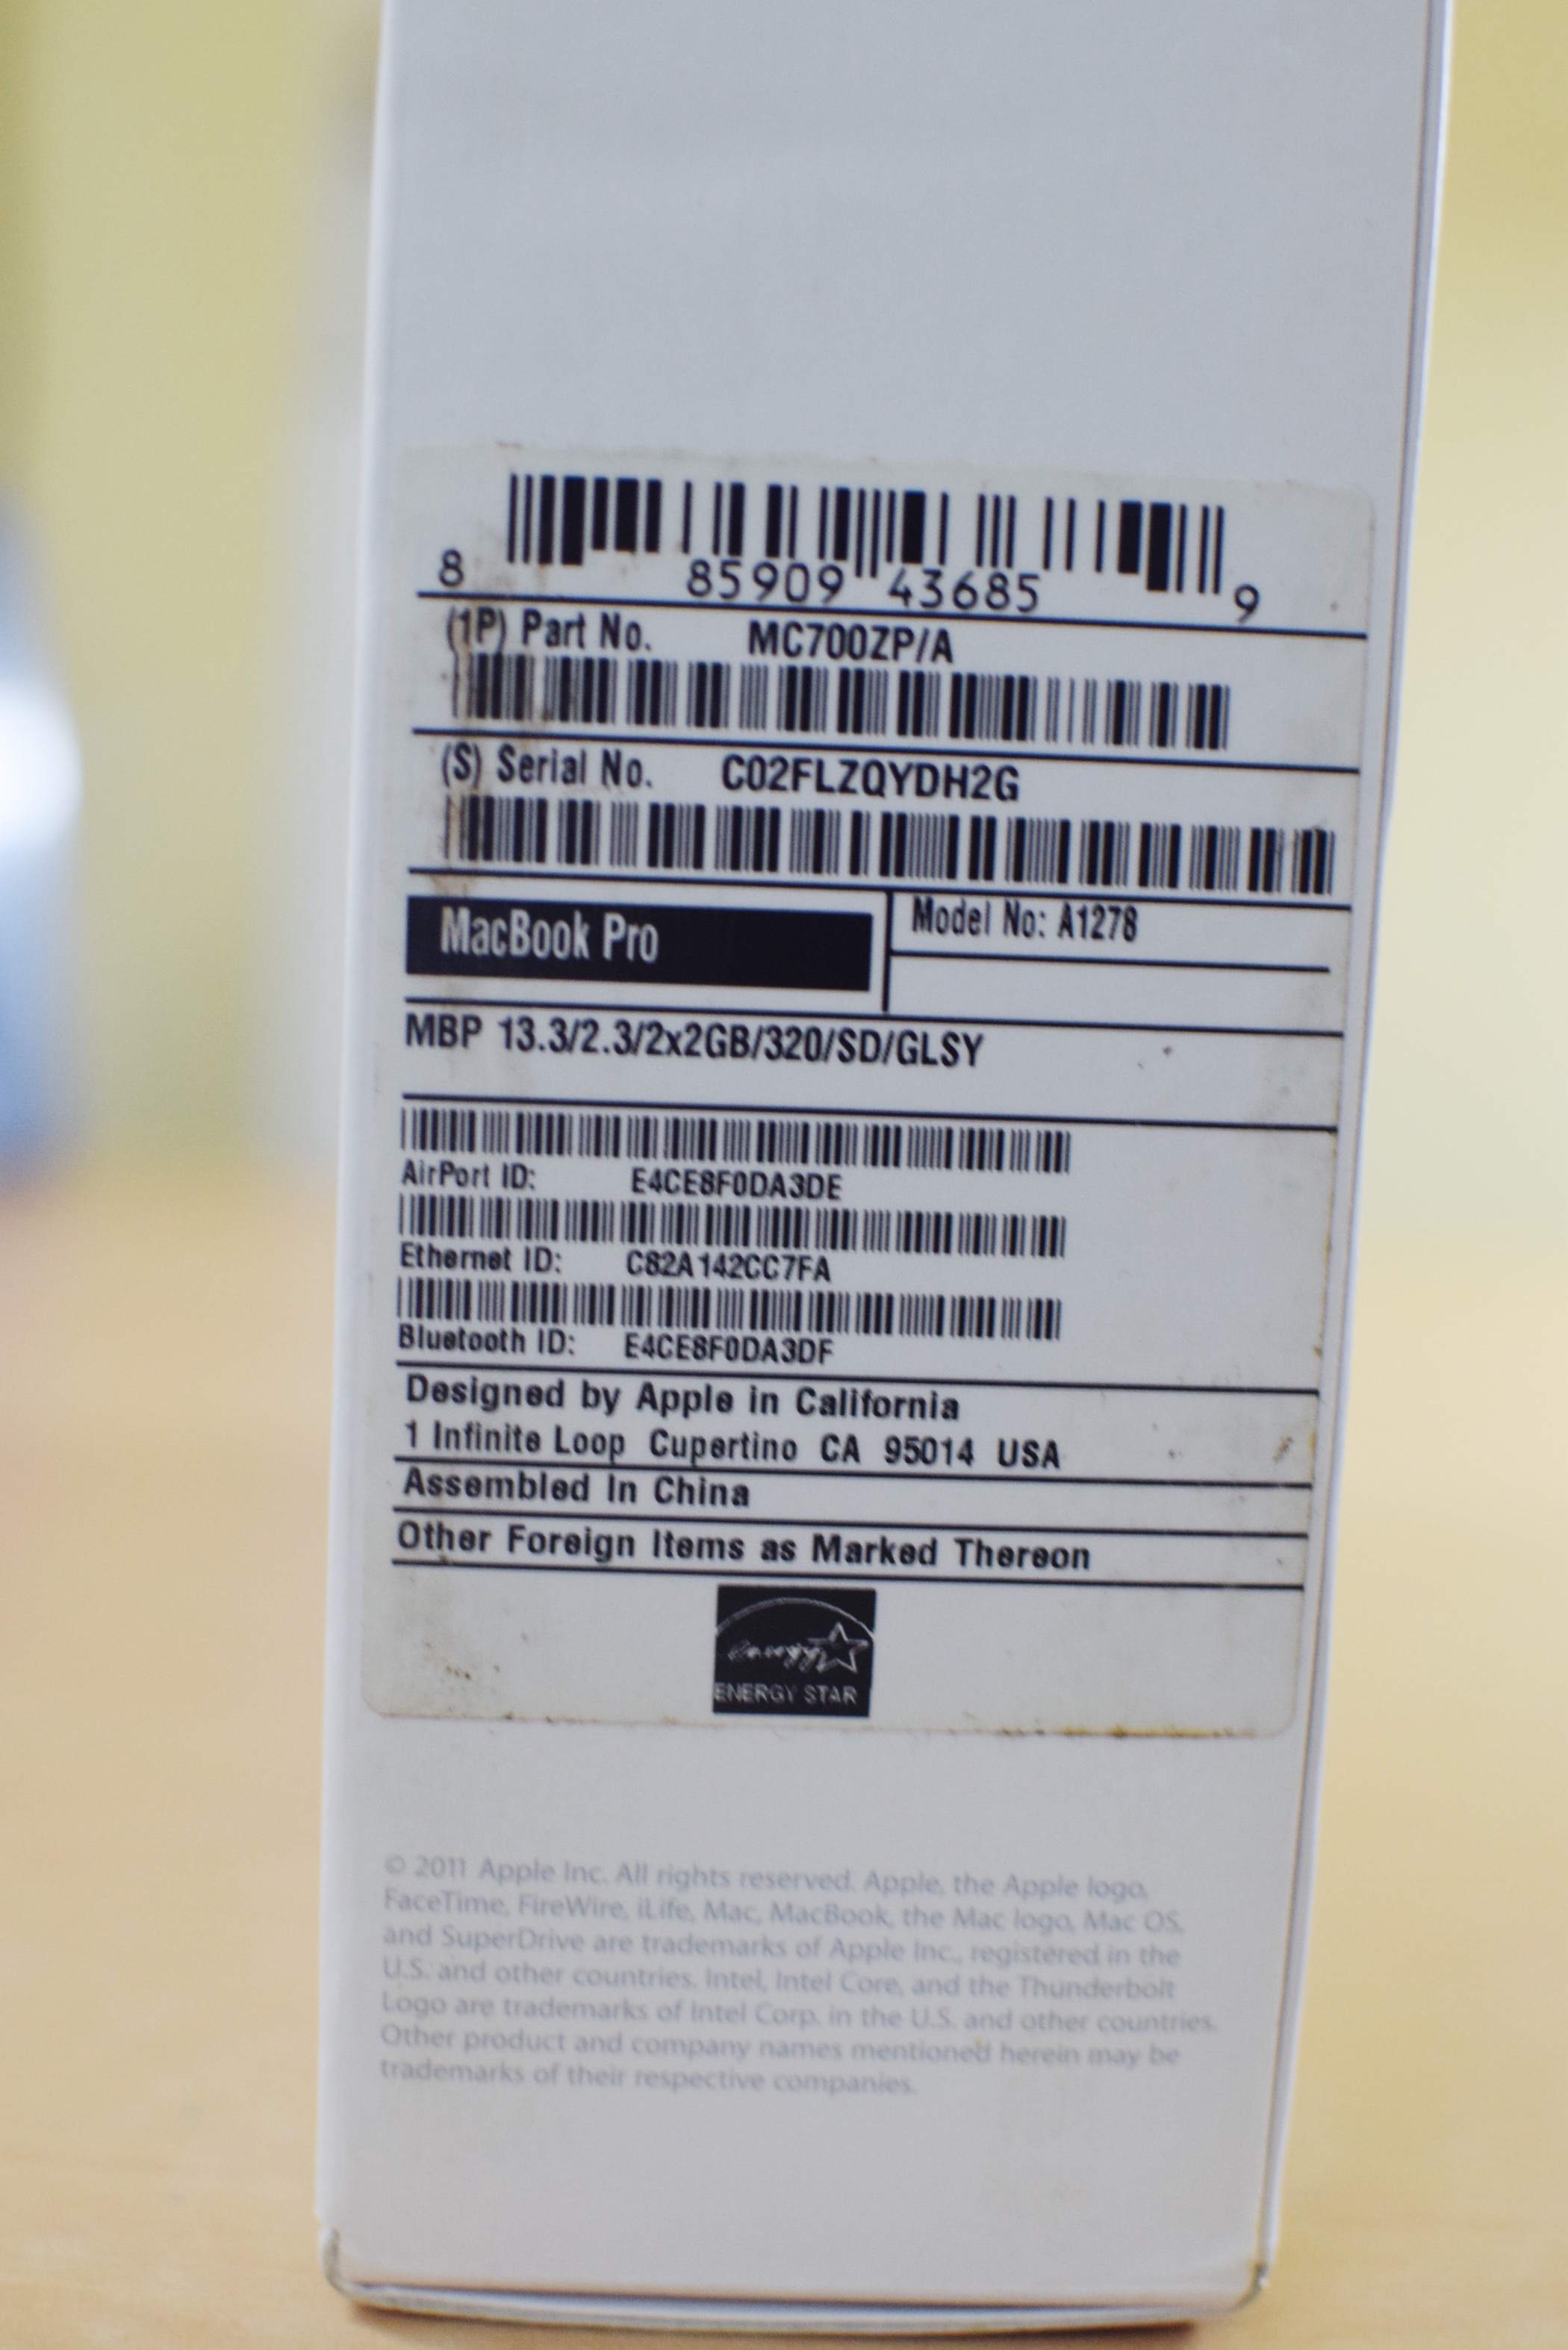 8 85909 43685 9
(1P) Part No. MC700ZP/A
(S) Serial No. C02FLZQYDH2G
MacBook Pro
Model No: A1278
MBP 13.3/2.3/2x2GB/320/SD/GLSY
AirPort ID: E4CE8F0DA3DE
Ethernet ID: C82A142CC7FA
Bluetooth ID: E4CE8F0DA3DF
Designed by Apple in California
1 Infinite Loop Cupertino CA 95014 USA
Assembled In China
Other Foreign Items as Marked Thereon
energy
ENERGY STAR
© 2011 Apple Inc. All rights reserved. Apple, the Apple logo,
FaceTime, FireWire, iLife, Mac, MacBook, the Mac logo, Mac OS,
and SuperDrive are trademarks of Apple Inc., registered in the
U.S. and other countries. Intel, Intel Core, and the Thunderbolt
Logo are trademarks of Intel Corp. in the U.S. and other countries.
Other product and company names mentioned herein may be
trademarks of their respective companies.